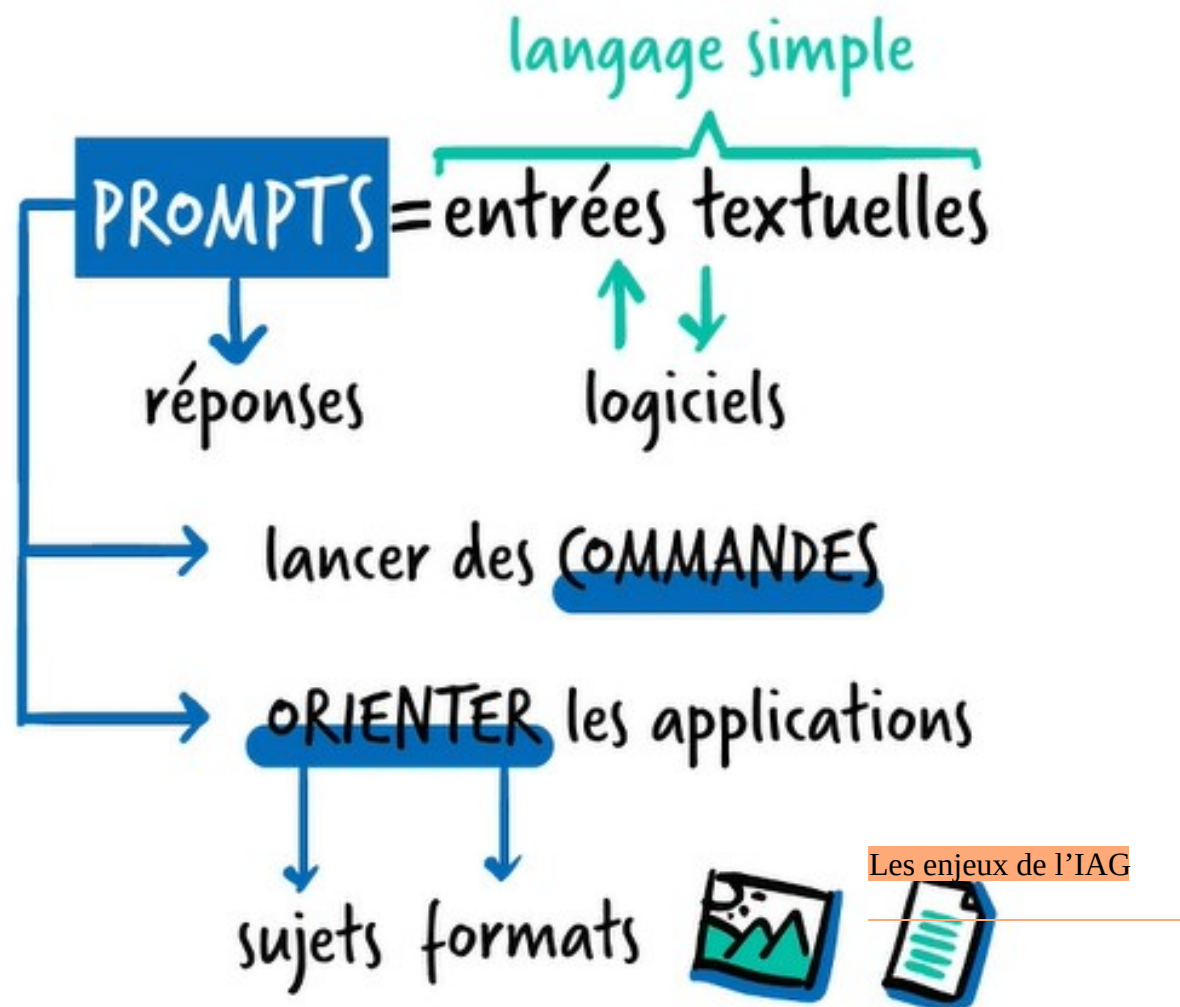 langage simple
PROMPTS = entrées textuelles
réponses
logiciels
lancer des COMMANDES
ORIENTER les applications
Les enjeux de l’IAG
sujets formats